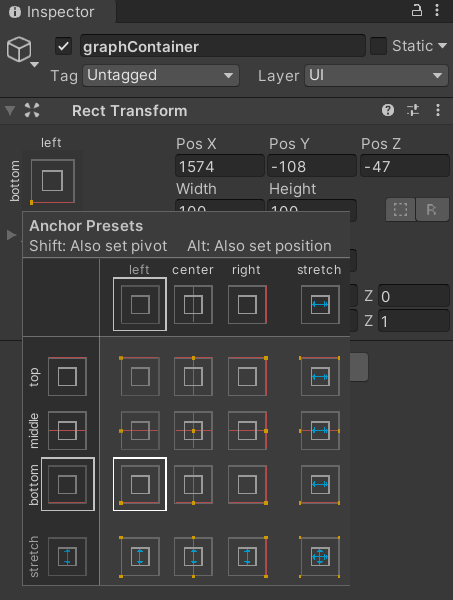 Inspector
graphContainer
Static
Tag Untagged Layer UI
Rect Transform
left
bottom
Pos X Pos Y Pos Z
1574 -108 -47
Width Height
100 100
R
Anchor Presets
Shift: Also set pivot Alt: Also set position
left center right stretch
top
middle
bottom
stretch
Z 0
Z 1